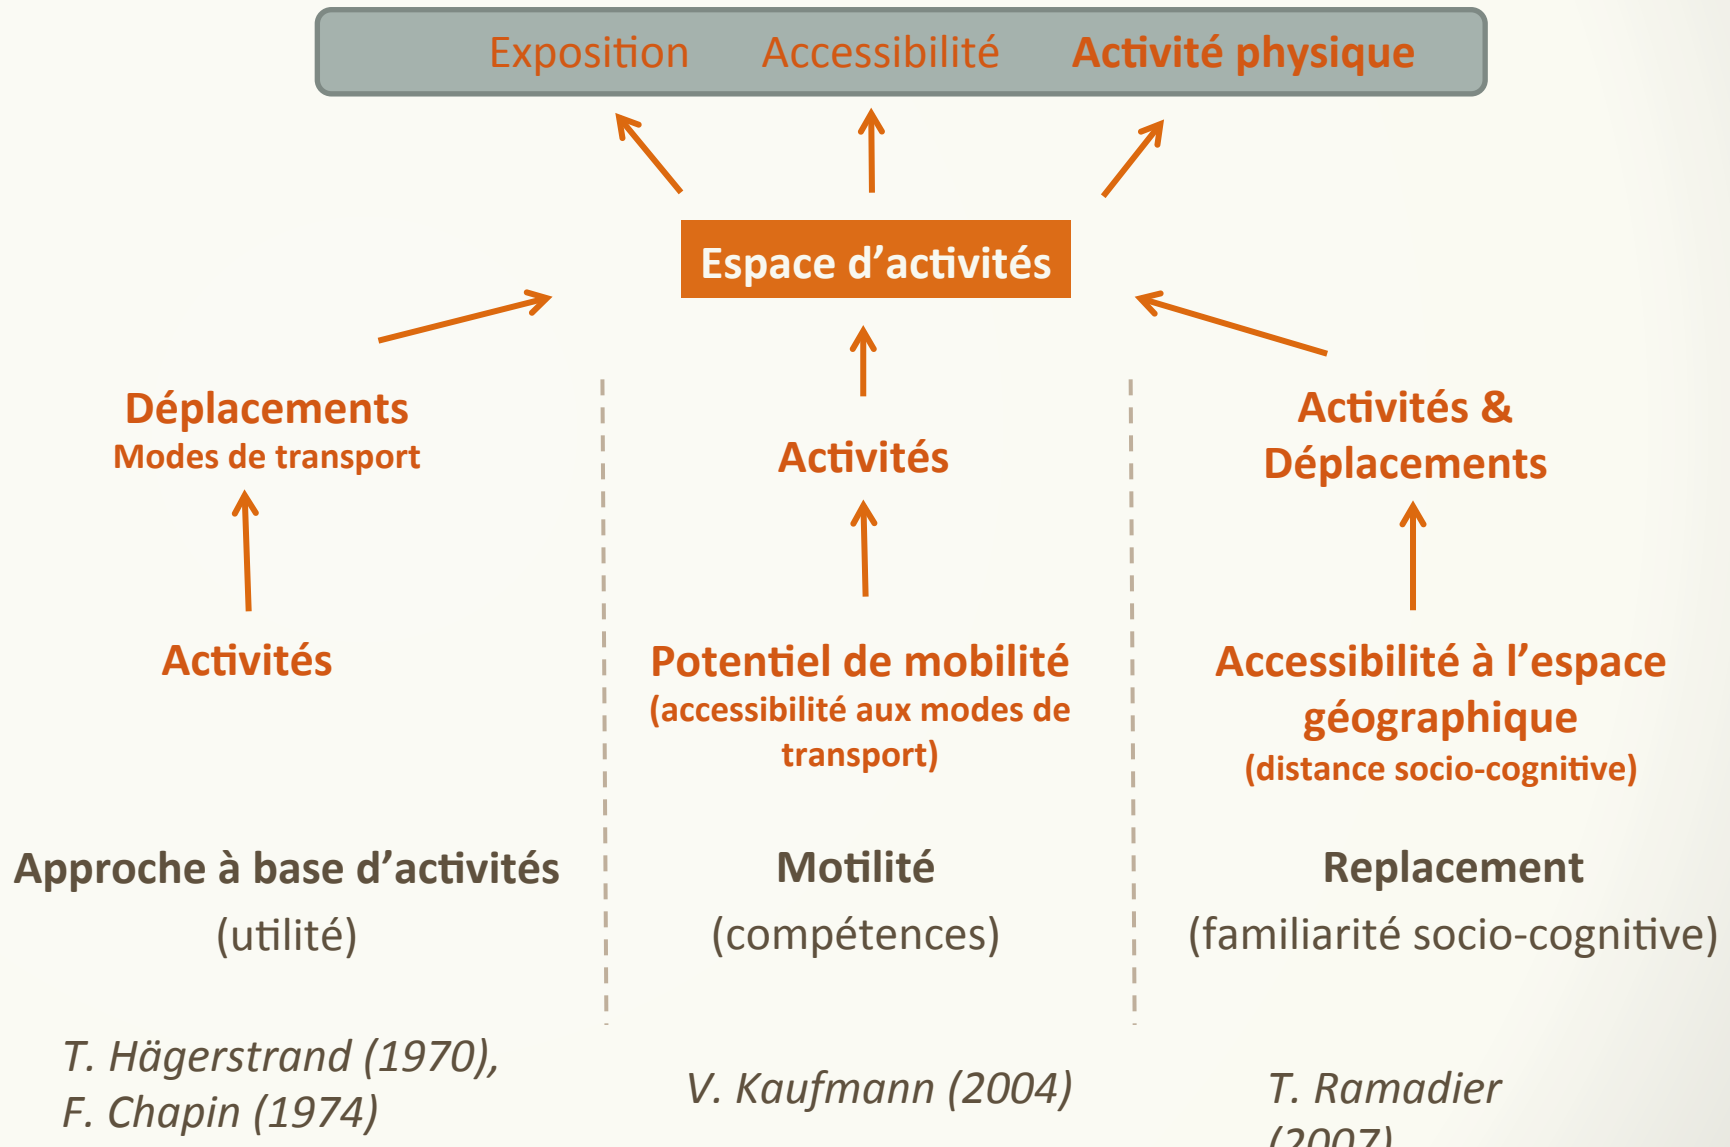 Exposition Accessibilité Activité physique
Espace d’activités
Déplacements
Modes de transport
Activités
Approche à base d’activités
(utilité)
T. Hägerstrand (1970),
F. Chapin (1974)
Activités
Potentiel de mobilité
(accessibilité aux modes de
transport)
Motilité
(compétences)
V. Kaufmann (2004)
Activités &
Déplacements
Accessibilité à l’espace
géographique
(distance socio-cognitive)
Replacement
(familiarité socio-cognitive)
T. Ramadier
(2007)